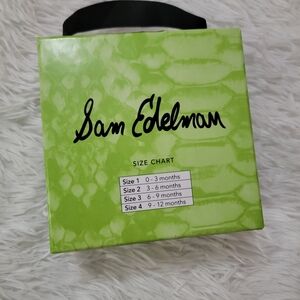 Sam Edelman
SIZE CHART
Size 1 0 - 3 months
Size 2 3 - 6 months
Size 3 6 - 9 months
Size 4 9 - 12 months